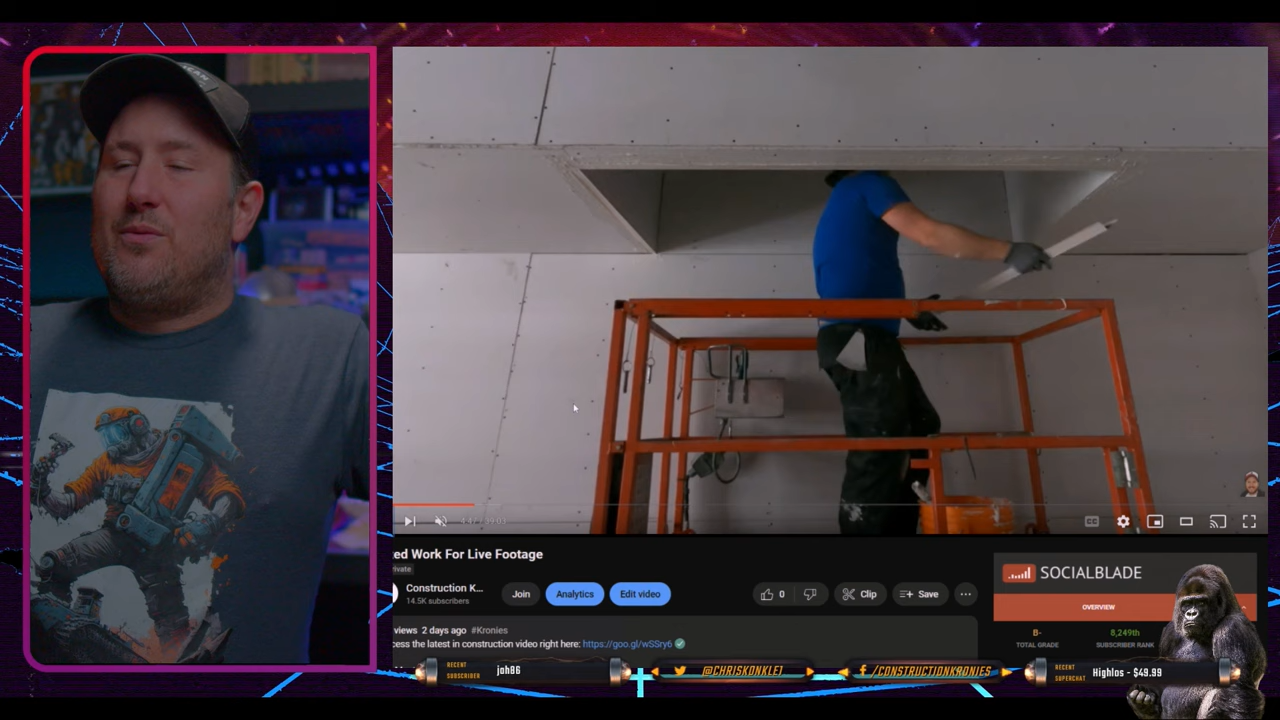 ed Work For Live Footage
ivate
Construction K...
14.5K subscribers
Join
Analytics
Edit video
0
Clip
Save
views 2 days ago #Kronies
cess the latest in construction video right here: https://goo.gl/wSSry6
SOCIALBLADE
OVERVIEW
B-
TOTAL GRADE
8,249th
SUBSCRIBER RANK
RECENT
SUBSCRIBER
joh86
@CHRISKONKLE1
/CONSTRUCTIONKRONIES
RECENT
SUPERCHAT
Highlos - $49.99